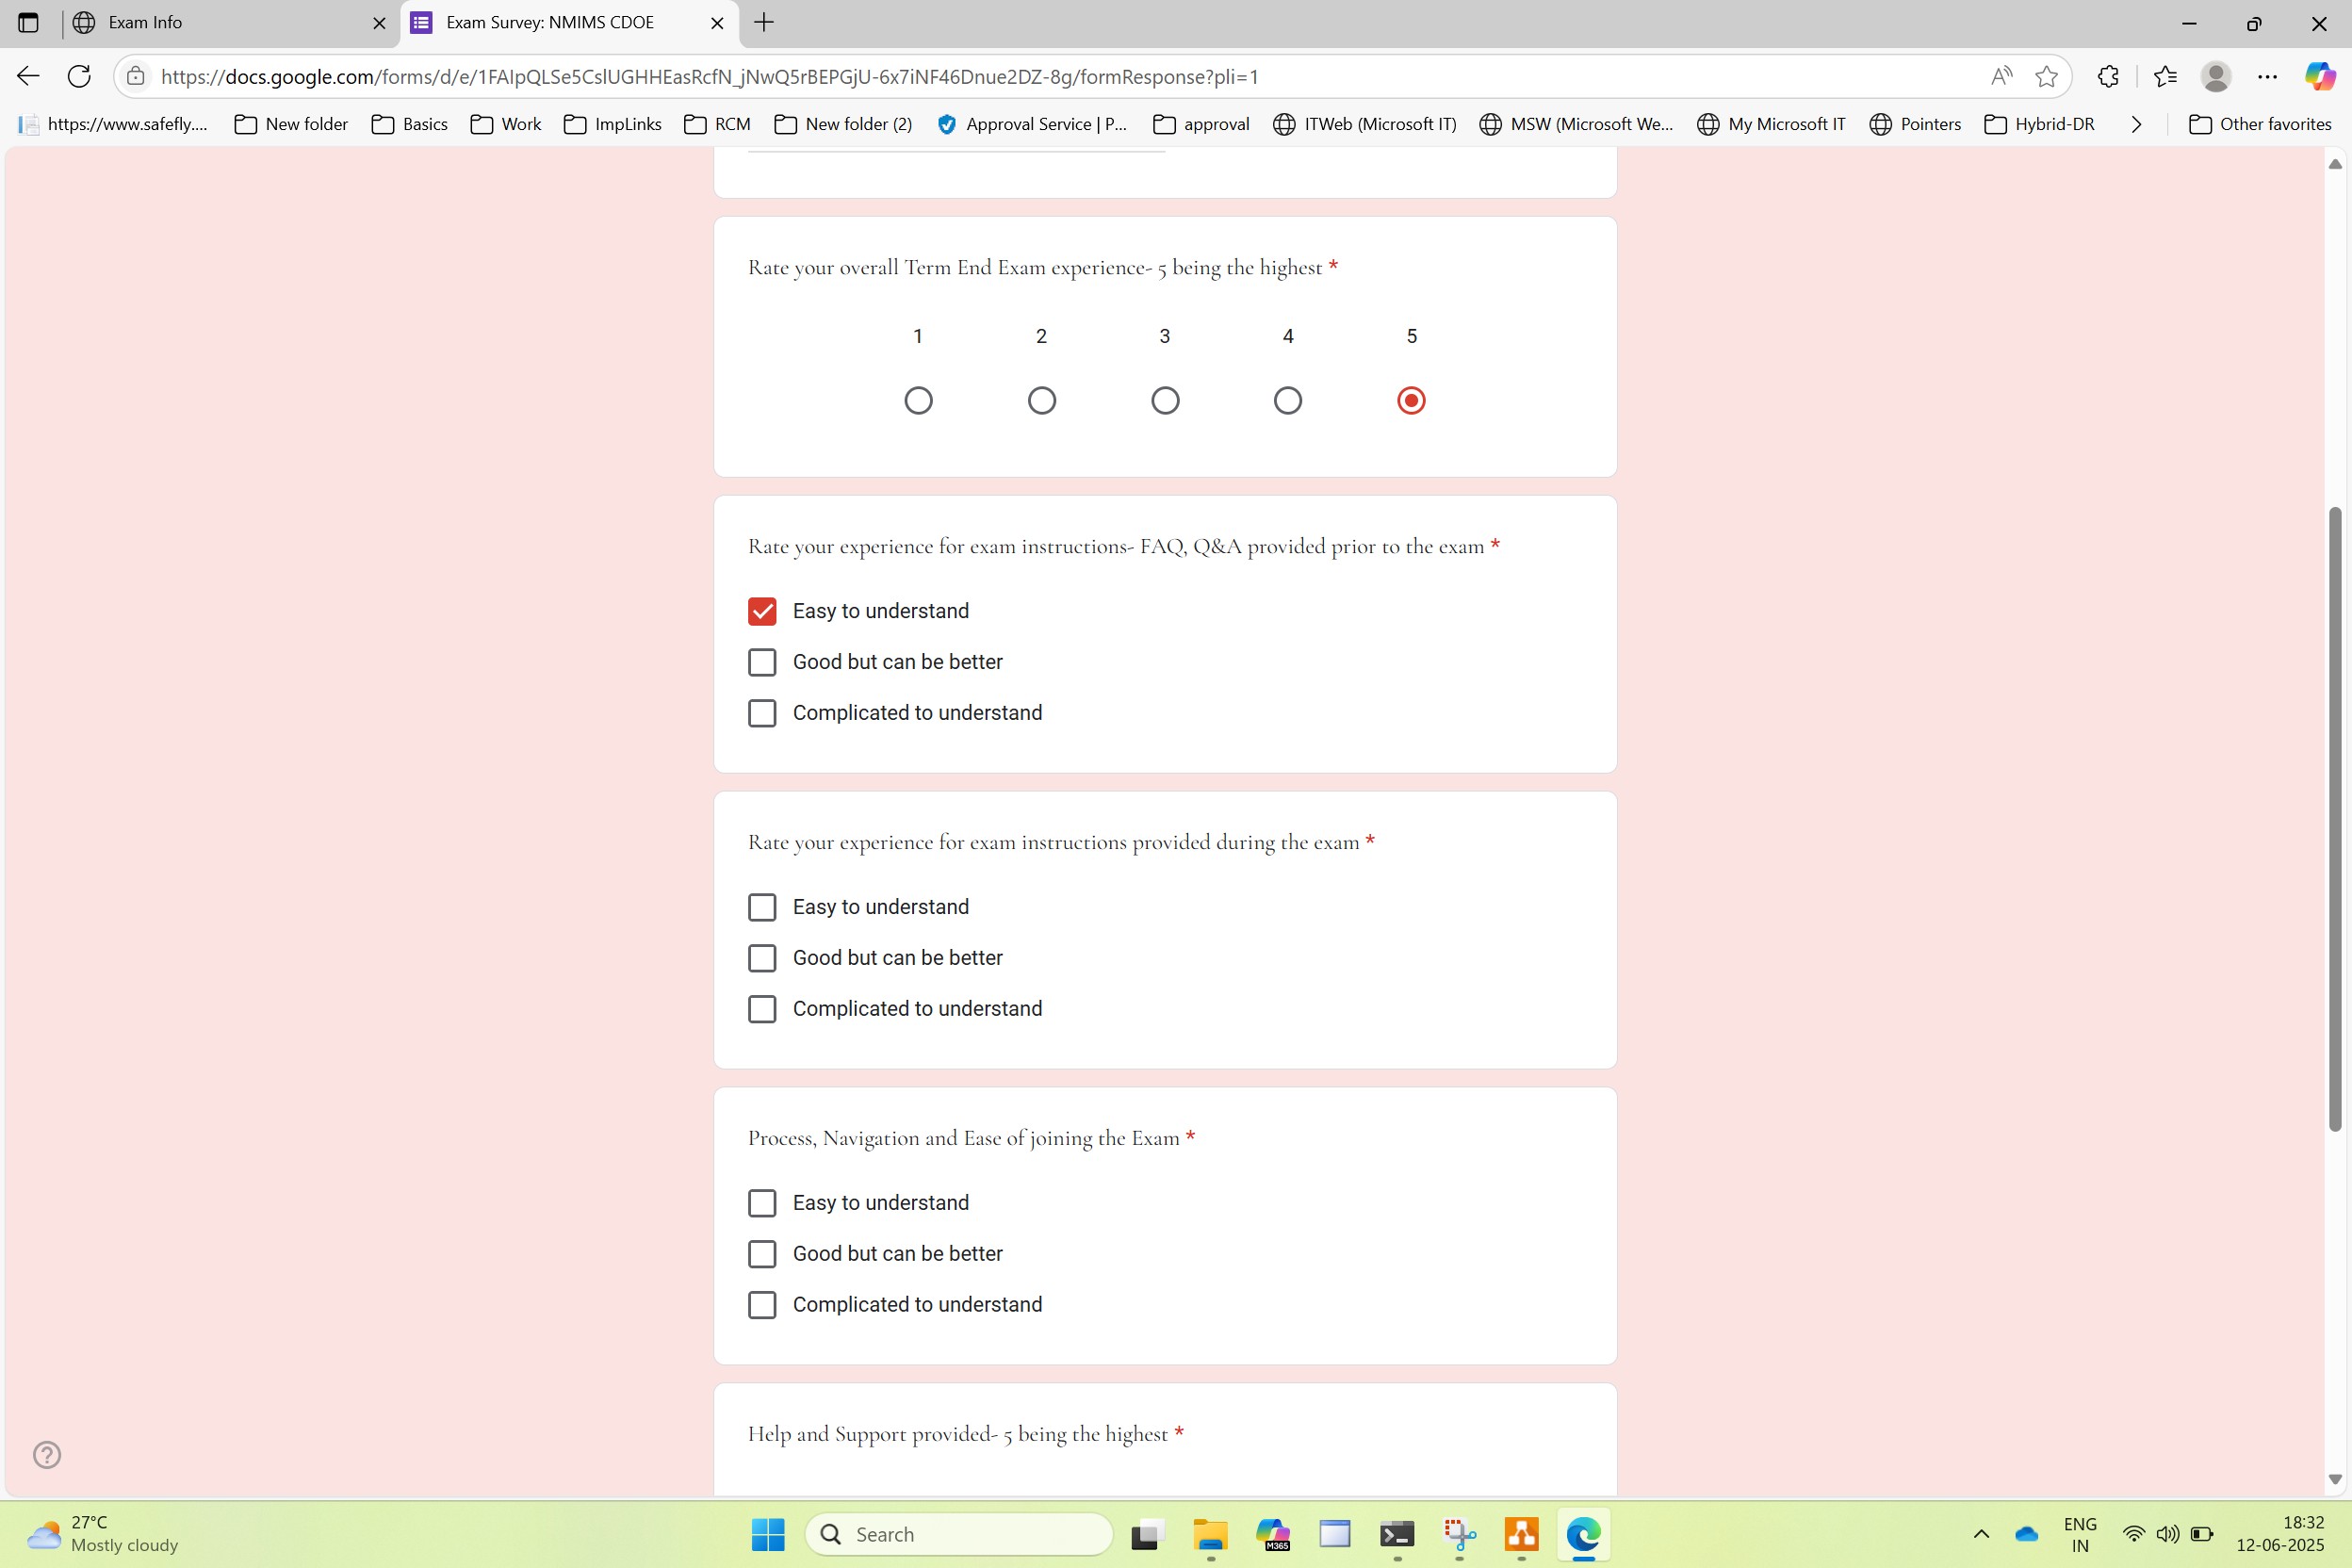 Exam Info
Exam Survey: NMIMS CDOE
https://docs.google.com/forms/d/e/1FAIpQLSe5CslUGHHEasRcfN_jNwQ5rBEPGjU-6x7iNF46Dnue2DZ-8g/formResponse?pli=1
https://www.safefly.... New folder Basics Work ImpLinks RCM New folder (2) Approval Service | P... approval ITWeb (Microsoft IT) MSW (Microsoft We... My Microsoft IT Pointers Hybrid-DR Other favorites
Rate your overall Term End Exam experience- 5 being the highest *
1 2 3 4 5
Rate your experience for exam instructions- FAQ, Q&A provided prior to the exam *
Easy to understand
Good but can be better
Complicated to understand
Rate your experience for exam instructions provided during the exam *
Easy to understand
Good but can be better
Complicated to understand
Process, Navigation and Ease of joining the Exam *
Easy to understand
Good but can be better
Complicated to understand
Help and Support provided- 5 being the highest *
27°C
Mostly cloudy
Search
M365
ENG
IN
18:32
12-06-2025